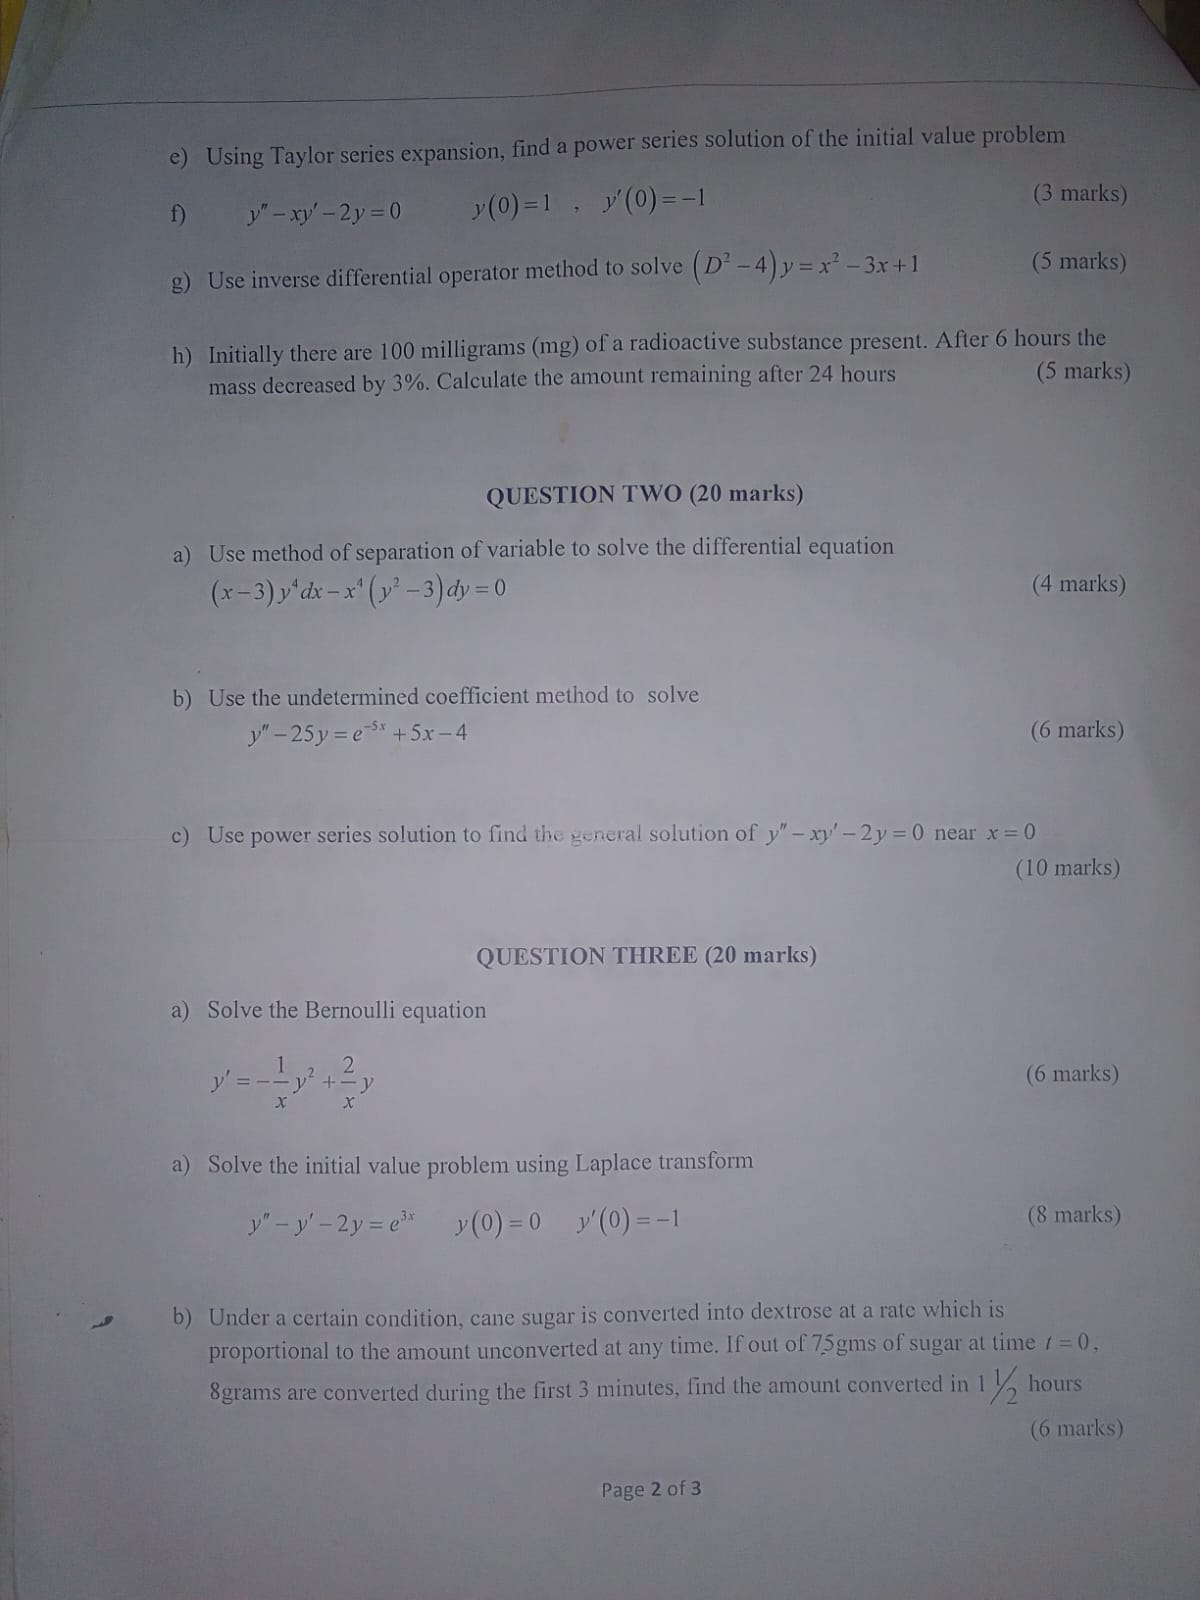 e) Using Taylor series expansion, find a power series solution of the initial value problem
f) y″ – xy′ – 2y = 0 y(0) = 1 , y′(0) = –1 (3 marks)
g) Use inverse differential operator method to solve (D² – 4)y = x² – 3x + 1 (5 marks)
h) Initially there are 100 milligrams (mg) of a radioactive substance present. After 6 hours the
mass decreased by 3%. Calculate the amount remaining after 24 hours (5 marks)
QUESTION TWO (20 marks)
a) Use method of separation of variable to solve the differential equation
(x – 3)y⁴dx – x⁴(y² – 3)dy = 0 (4 marks)
b) Use the undetermined coefficient method to solve
y″ – 25y = e⁻⁵ˣ + 5x – 4 (6 marks)
c) Use power series solution to find the general solution of y″ – xy′ – 2y = 0 near x = 0
(10 marks)
QUESTION THREE (20 marks)
a) Solve the Bernoulli equation
y′ = –1/x y² + 2/x y (6 marks)
a) Solve the initial value problem using Laplace transform
y″ – y′ – 2y = e³ˣ y(0) = 0 y′(0) = –1 (8 marks)
b) Under a certain condition, cane sugar is converted into dextrose at a rate which is
proportional to the amount unconverted at any time. If out of 75gms of sugar at time t = 0,
8grams are converted during the first 3 minutes, find the amount converted in 1 1/2 hours
(6 marks)
Page 2 of 3